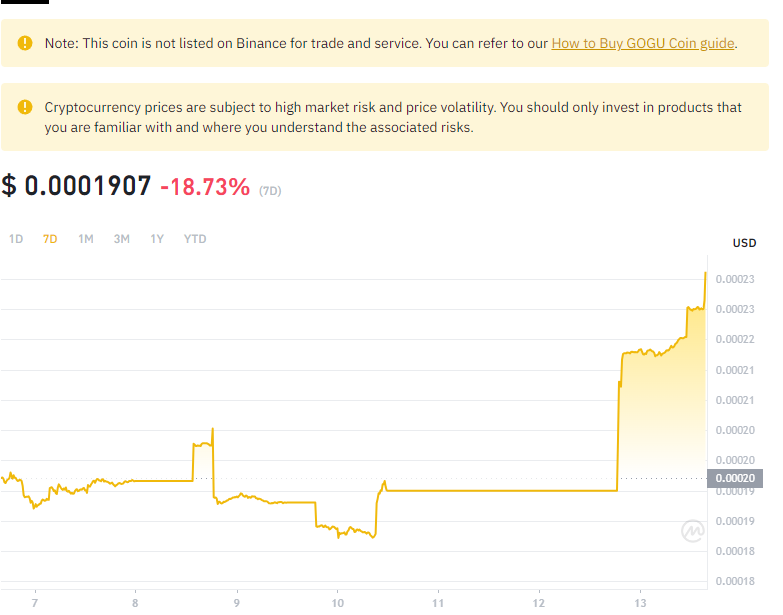 Note: This coin is not listed on Binance for trade and service. You can refer to our How to Buy GOGU Coin guide.
Cryptocurrency prices are subject to high market risk and price volatility. You should only invest in products that
you are familiar with and where you understand the associated risks.
$ 0.0001907 -18.73% (7D)
1D 7D 1M 3M 1Y YTD
USD
0.00023
0.00023
0.00022
0.00021
0.00021
0.00020
0.00020
0.00020
0.00019
0.00019
0.00018
0.00018
7 8 9 10 11 12 13